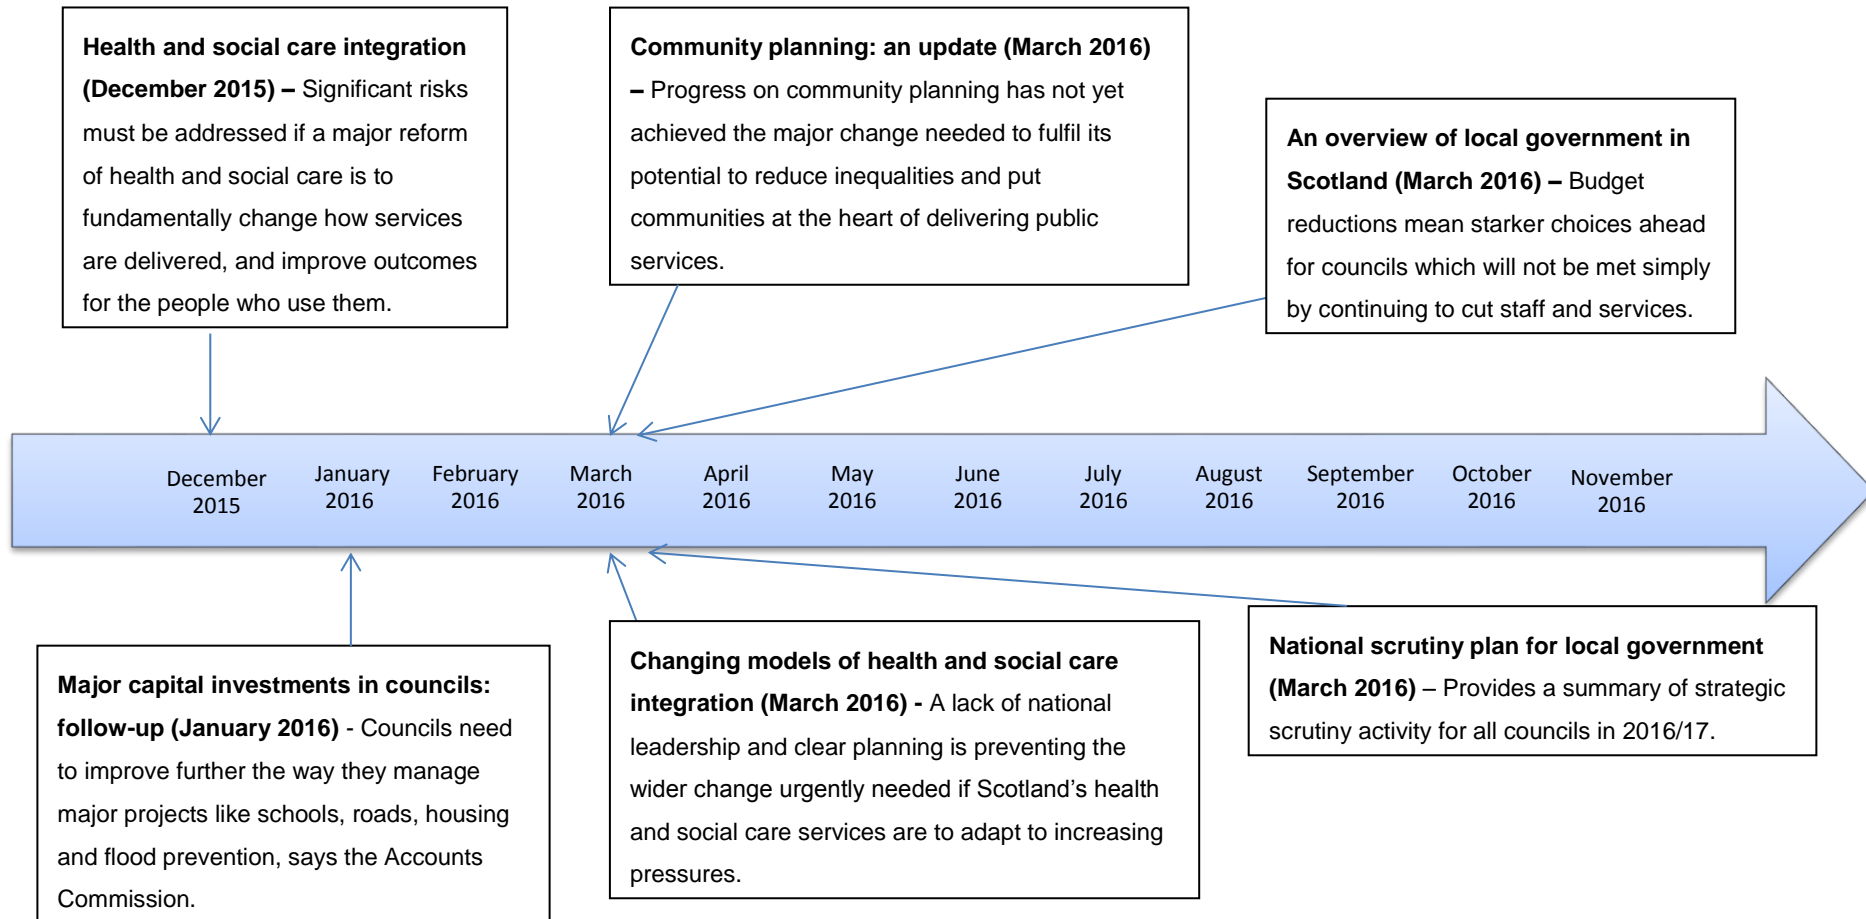 Health and social care integration
(December 2015) – Significant risks
must be addressed if a major reform
of health and social care is to
fundamentally change how services
are delivered, and improve outcomes
for the people who use them.
Community planning: an update (March 2016)
– Progress on community planning has not yet
achieved the major change needed to fulfil its
potential to reduce inequalities and put
communities at the heart of delivering public
services.
An overview of local government in
Scotland (March 2016) – Budget
reductions mean starker choices ahead
for councils which will not be met simply
by continuing to cut staff and services.
December
2015
January
2016
February
2016
March
2016
April
2016
May
2016
June
2016
July
2016
August
2016
September
2016
October
2016
November
2016
Major capital investments in councils:
follow-up (January 2016) - Councils need
to improve further the way they manage
major projects like schools, roads, housing
and flood prevention, says the Accounts
Commission.
Changing models of health and social care
integration (March 2016) - A lack of national
leadership and clear planning is preventing the
wider change urgently needed if Scotland’s health
and social care services are to adapt to increasing
pressures.
National scrutiny plan for local government
(March 2016) – Provides a summary of strategic
scrutiny activity for all councils in 2016/17.